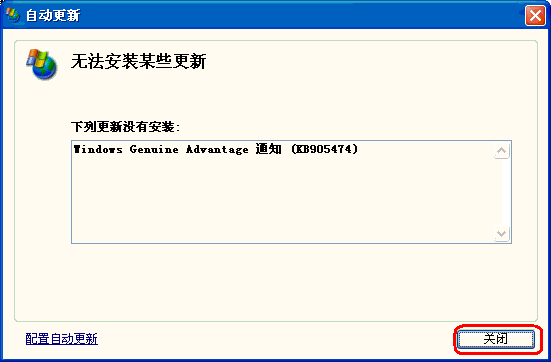 自动更新
无法安装某些更新
下列更新没有安装:
Windows Genuine Advantage 通知 (KB905474)
配置自动更新
关闭